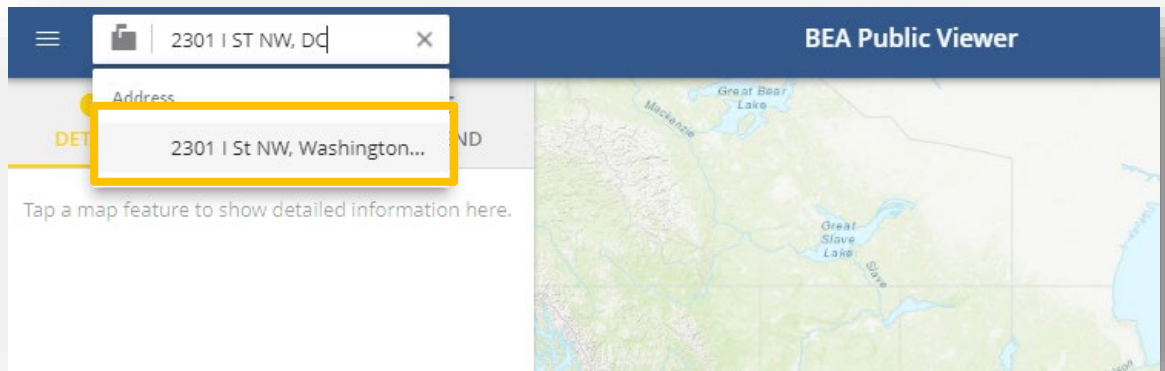 2301 I ST NW, DC
BEA Public Viewer
Address
DET
ND
2301 I St NW, Washington...
Tap a map feature to show detailed information here.
Great Bear
Lake
Mackenzie
Great
Slave
Lake
Slave